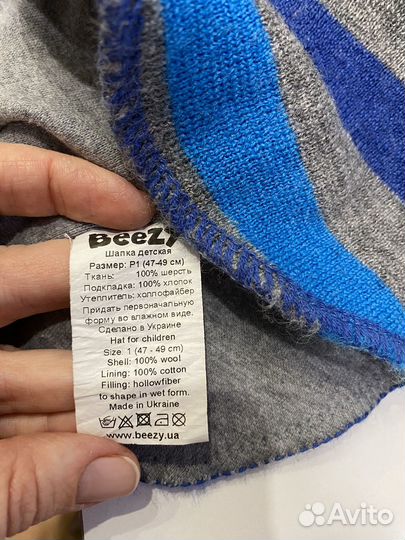 BeeZy
Шапка детская
Размер: Р1 (47-49 см)
Ткань: 100% шерсть
Подкладка: 100% хлопок
Утеплитель: холлофайбер
Придать первоначальную
форму во влажном виде.
Сделано в Украине
Hat for children
Size: 1 (47 - 49 cm)
Shell: 100% wool
Lining: 100% cotton
Filling: hollowfiber
to shape in wet form.
Made in Ukraine
www.beezy.ua
Avito